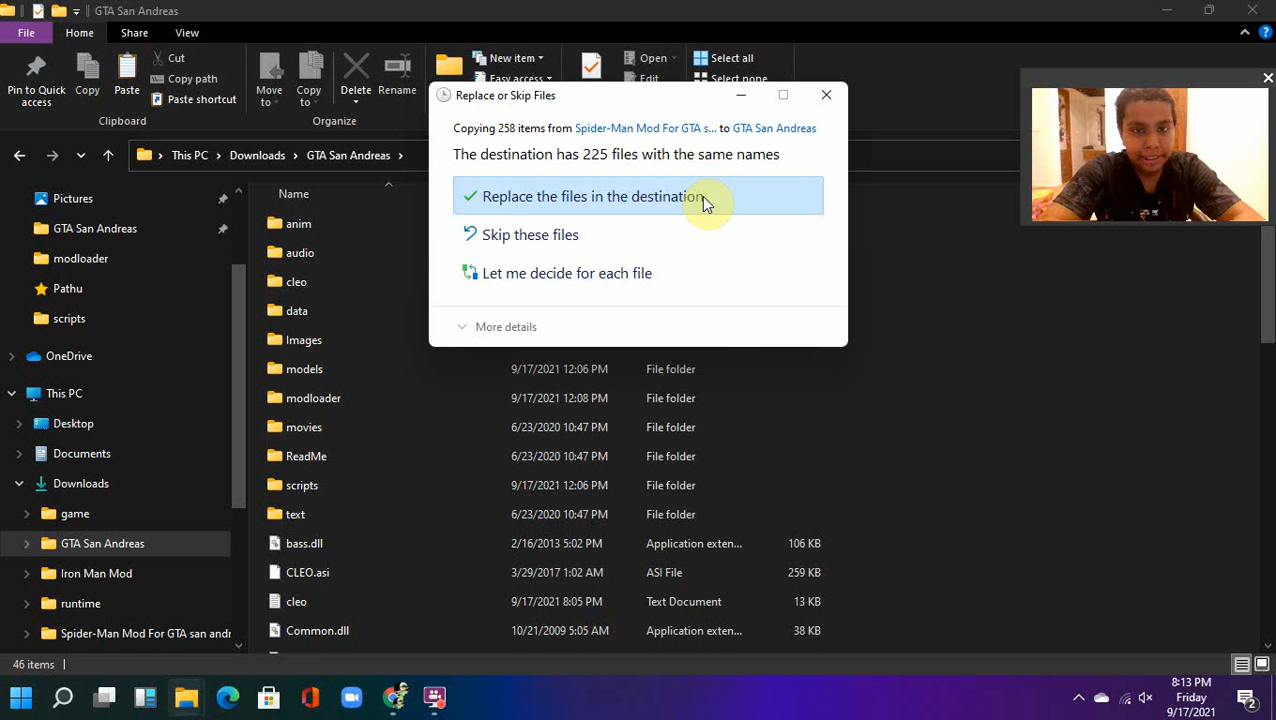 GTA San Andreas
File Home Share View
Pin to Quick access
Copy
Paste
Cut
Copy path
Paste shortcut
Clipboard
Move to
Copy to
Delete
Rename
Organize
New item
Easy access
Open
Edit
Select all
Select none
This PC Downloads GTA San Andreas
Replace or Skip Files
Copying 258 items from Spider-Man Mod For GTA s... to GTA San Andreas
The destination has 225 files with the same names
Replace the files in the destination
Skip these files
Let me decide for each file
More details
Pictures
GTA San Andreas
modloader
Pathu
scripts
OneDrive
This PC
Desktop
Documents
Downloads
game
GTA San Andreas
Iron Man Mod
runtime
Spider-Man Mod For GTA san andr
Name
anim
audio
cleo
data
Images
models 9/17/2021 12:06 PM File folder
modloader 9/17/2021 12:08 PM File folder
movies 6/23/2020 10:47 PM File folder
ReadMe 6/23/2020 10:47 PM File folder
scripts 9/17/2021 12:06 PM File folder
text 6/23/2020 10:47 PM File folder
bass.dll 2/16/2013 5:02 PM Application exten... 106 KB
CLEO.asi 3/29/2017 1:02 AM ASI File 259 KB
cleo 9/17/2021 8:05 PM Text Document 13 KB
Common.dll 10/21/2009 5:05 AM Application exten... 38 KB
46 items
8:13 PM
Friday
9/17/2021
2